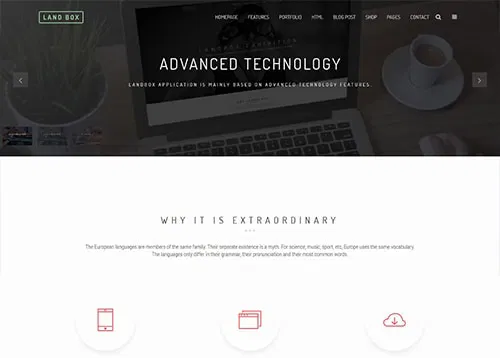 LAND BOX
HOMEPAGE FEATURES PORTFOLIO HTML BLOG POST SHOP PAGES CONTACT
ADVANCED TECHNOLOGY
LANDBOX APPLICATION IS MAINLY BASED ON ADVANCED TECHNOLOGY FEATURES.
WHY IT IS EXTRAORDINARY
The European languages are members of the same family. Their separate existence is a myth. For science, music, sport, etc, Europe uses the same vocabulary.
The languages only differ in their grammar, their pronunciation and their most common words.